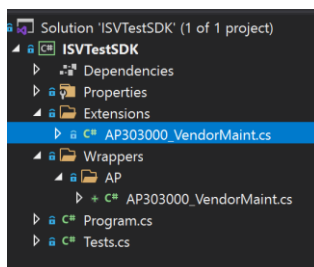 Solution 'ISVTestSDK' (1 of 1 project)
C# ISVTestSDK
Dependencies
Properties
Extensions
C# AP303000_VendorMaint.cs
Wrappers
AP
+ C# AP303000_VendorMaint.cs
C# Program.cs
C# Tests.cs